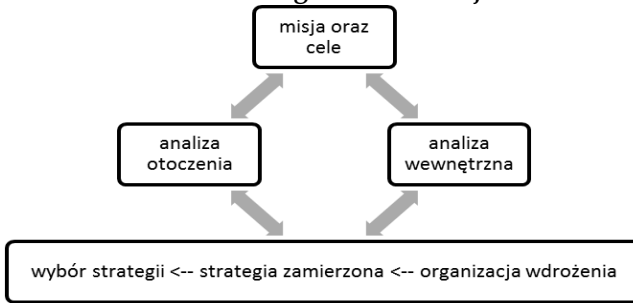 misja oraz
cele
analiza
otoczenia
analiza
wewnętrzna
wybór strategii <-- strategia zamierzona <-- organizacja wdrożenia